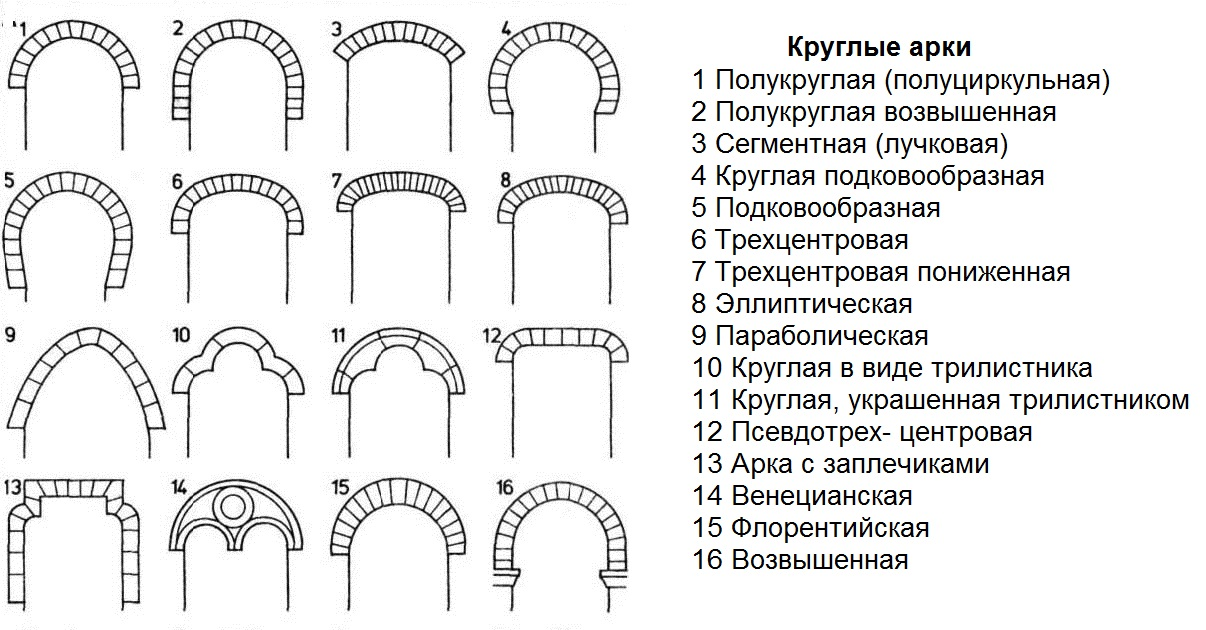 1
2
3
4
5
6
7
8
9
10
11
12
13
14
15
16
Круглые арки
1 Полукруглая (полуциркульная)
2 Полукруглая возвышенная
3 Сегментная (лучковая)
4 Круглая подковообразная
5 Подковообразная
6 Трехцентровая
7 Трехцентровая пониженная
8 Эллиптическая
9 Параболическая
10 Круглая в виде трилистника
11 Круглая, украшенная трилистником
12 Псевдотрех- центровая
13 Арка с заплечиками
14 Венецианская
15 Флорентийская
16 Возвышенная